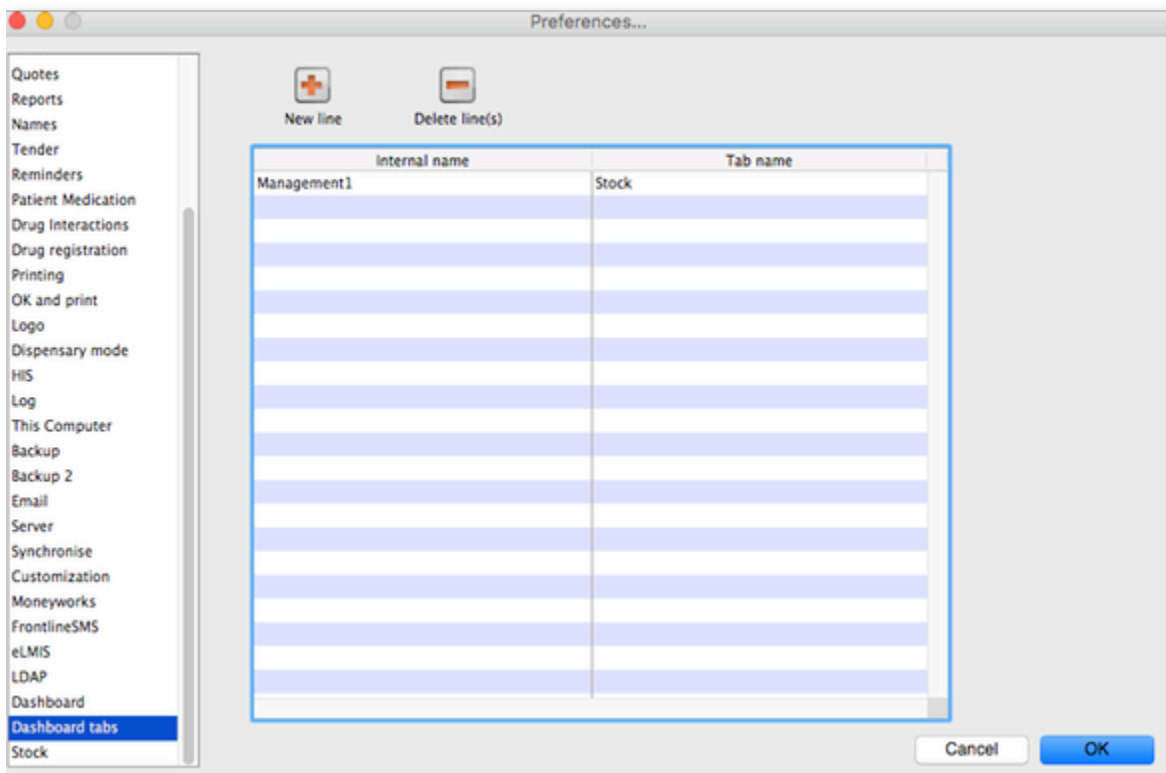 Preferences...
Quotes
Reports
Names
Tender
Reminders
Patient Medication
Drug Interactions
Drug registration
Printing
OK and print
Logo
Dispensary mode
HIS
Log
This Computer
Backup
Backup 2
Email
Server
Synchronise
Customization
Moneyworks
FrontlineSMS
eLMIS
LDAP
Dashboard
Dashboard tabs
Stock
New line Delete line(s)
Internal name Tab name
Management1 Stock
Cancel OK